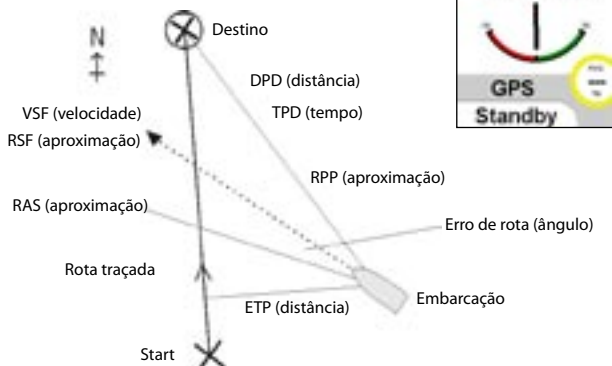 N
Destino
DPD (distância)
TPD (tempo)
VSF (velocidade)
RSF (aproximação)
RPP (aproximação)
RAS (aproximação)
Erro de rota (ângulo)
Rota traçada
ETP (distância)
Embarcação
Start
GPS
Standby